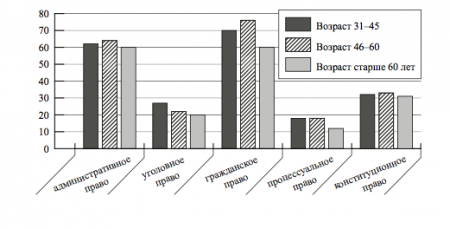 80
70
60
50
40
30
20
10
0
Возраст 31–45
Возраст 46–60
Возраст старше 60 лет
административное
право
уголовное
право
гражданское
право
процессуальное
право
конституционное
право